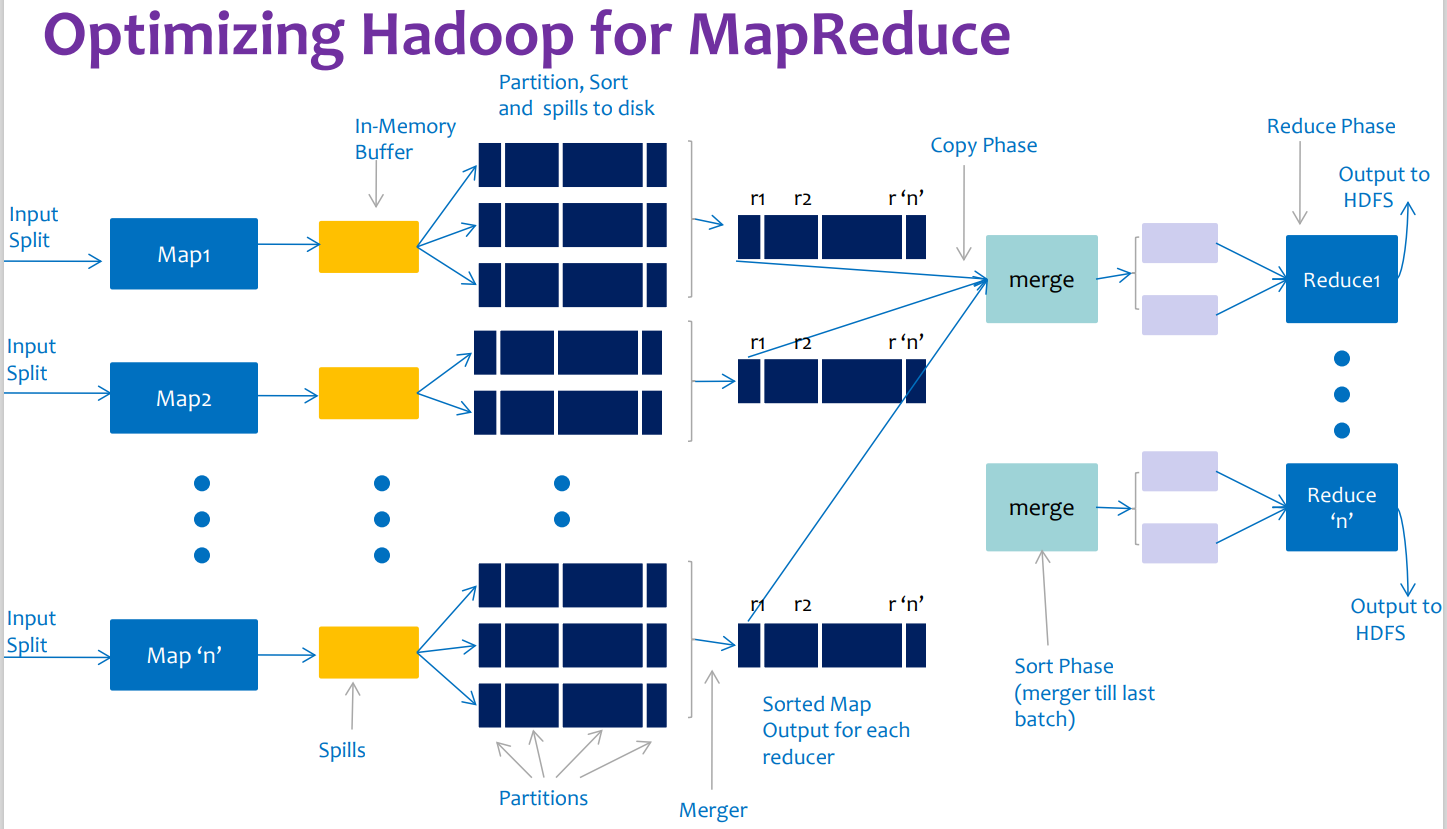 Optimizing Hadoop for MapReduce
Partition, Sort
and spills to disk
In-Memory
Buffer
Copy Phase
Reduce Phase
Output to
HDFS
Input
Split
Map1
r1 r2 r ‘n’
merge
Reduce1
Input
Split
Map2
r1 r2 r ‘n’
merge
Reduce
‘n’
Input
Split
Map ‘n’
r1 r2 r ‘n’
Output to
HDFS
Sort Phase
(merger till last
batch)
Sorted Map
Output for each
reducer
Spills
Partitions
Merger